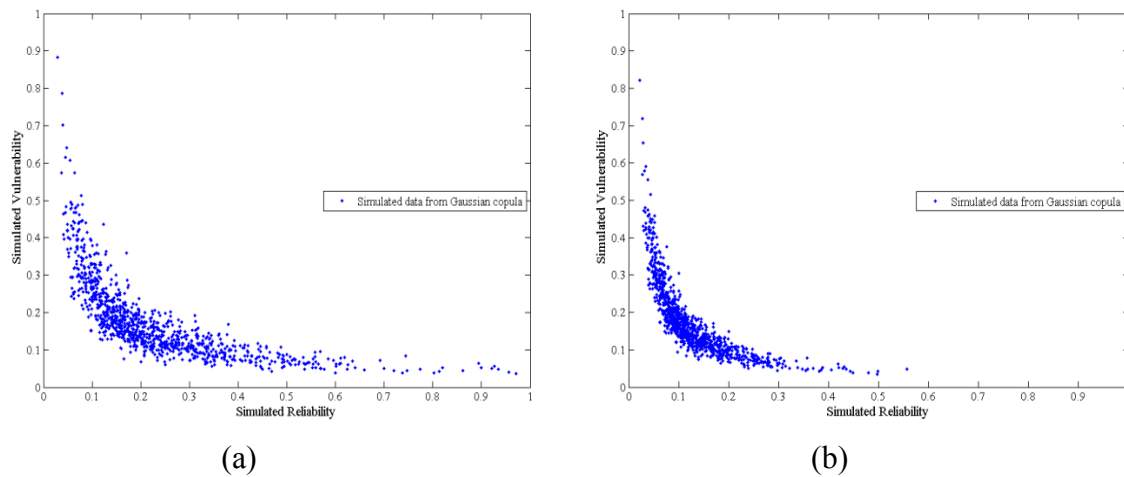 1
0.9
0.8
0.7
0.6
0.5
0.4
0.3
0.2
0.1
0
Simulated Vulnerability
Simulated data from Gaussian copula
0 0.1 0.2 0.3 0.4 0.5 0.6 0.7 0.8 0.9 1
Simulated Reliability
(a)
1
0.9
0.8
0.7
0.6
0.5
0.4
0.3
0.2
0.1
0
Simulated Vulnerability
Simulated data from Gaussian copula
0 0.1 0.2 0.3 0.4 0.5 0.6 0.7 0.8 0.9
Simulated Reliability
(b)